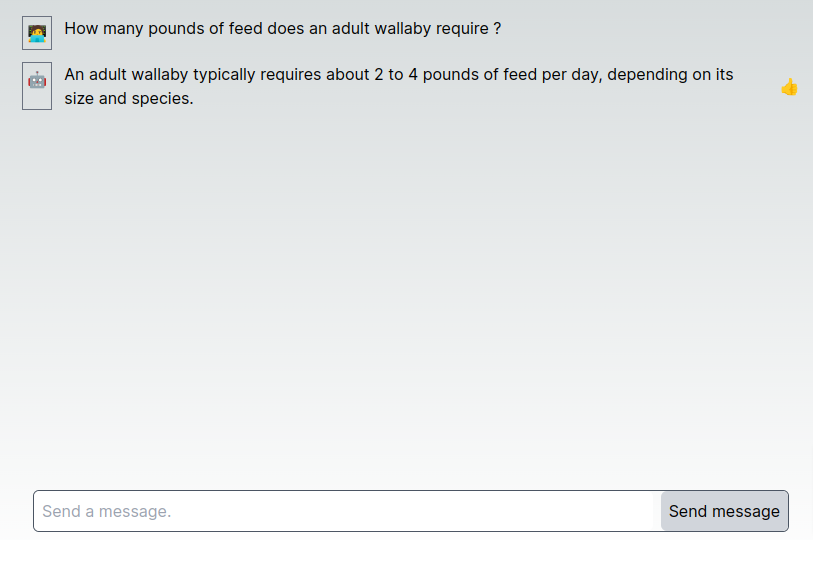 How many pounds of feed does an adult wallaby require ?
An adult wallaby typically requires about 2 to 4 pounds of feed per day, depending on its
size and species.
Send a message.
Send message